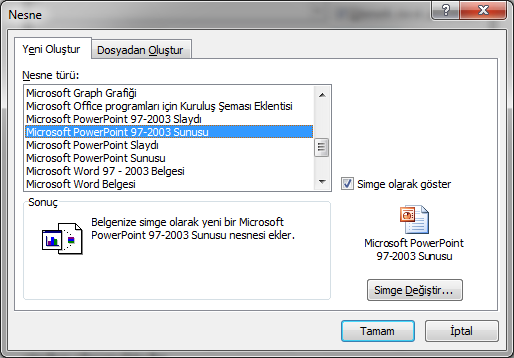 Nesne
Yeni Oluştur
Dosyadan Oluştur
Nesne türü:
Microsoft Graph Grafiği
Microsoft Office programları için Kuruluş Şeması Eklentisi
Microsoft PowerPoint 97-2003 Slaydı
Microsoft PowerPoint 97-2003 Sunusu
Microsoft PowerPoint Slaydı
Microsoft PowerPoint Sunusu
Microsoft Word 97 - 2003 Belgesi
Microsoft Word Belgesi
Simge olarak göster
Sonuç
Belgenize simge olarak yeni bir Microsoft
PowerPoint 97-2003 Sunusu nesnesi ekler.
Microsoft PowerPoint
97-2003 Sunusu
Simge Değiştir...
Tamam
İptal